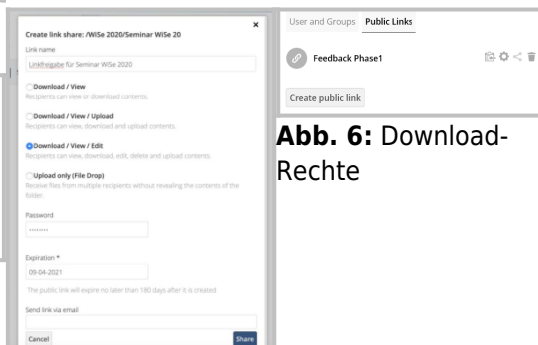 ×
Create link share: /WiSe 2020/Seminar WiSe 20
Link name
Linkfreigabe für Seminar WiSe 2020
Download / View
Recipients can view or download contents.
Download / View / Upload
Recipients can view, download and upload contents.
Download / View / Edit
Recipients can view, download, edit, delete and upload contents.
Upload only (File Drop)
Receive files from multiple recipients without revealing the contents of the
folder.
Password
••••••••
Expiration *
09-04-2021
The public link will expire no later than 180 days after it is created
Send link via email
Cancel
Share
User and Groups Public Links
Feedback Phase1
Create public link
Abb. 6: Download-
Rechte